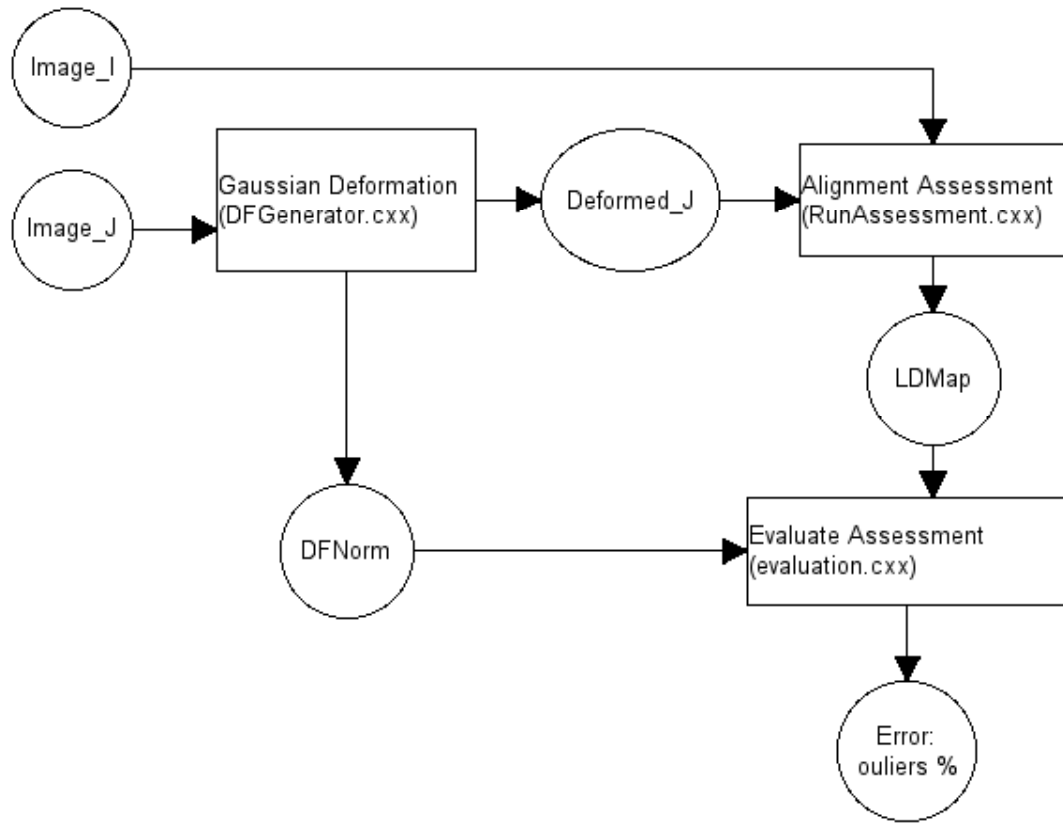 Image_I
Image_J
Gaussian Deformation
(DFGenerator.cxx)
Deformed_J
Alignment Assessment
(RunAssessment.cxx)
LDMap
DFNorm
Evaluate Assessment
(evaluation.cxx)
Error:
ouliers %